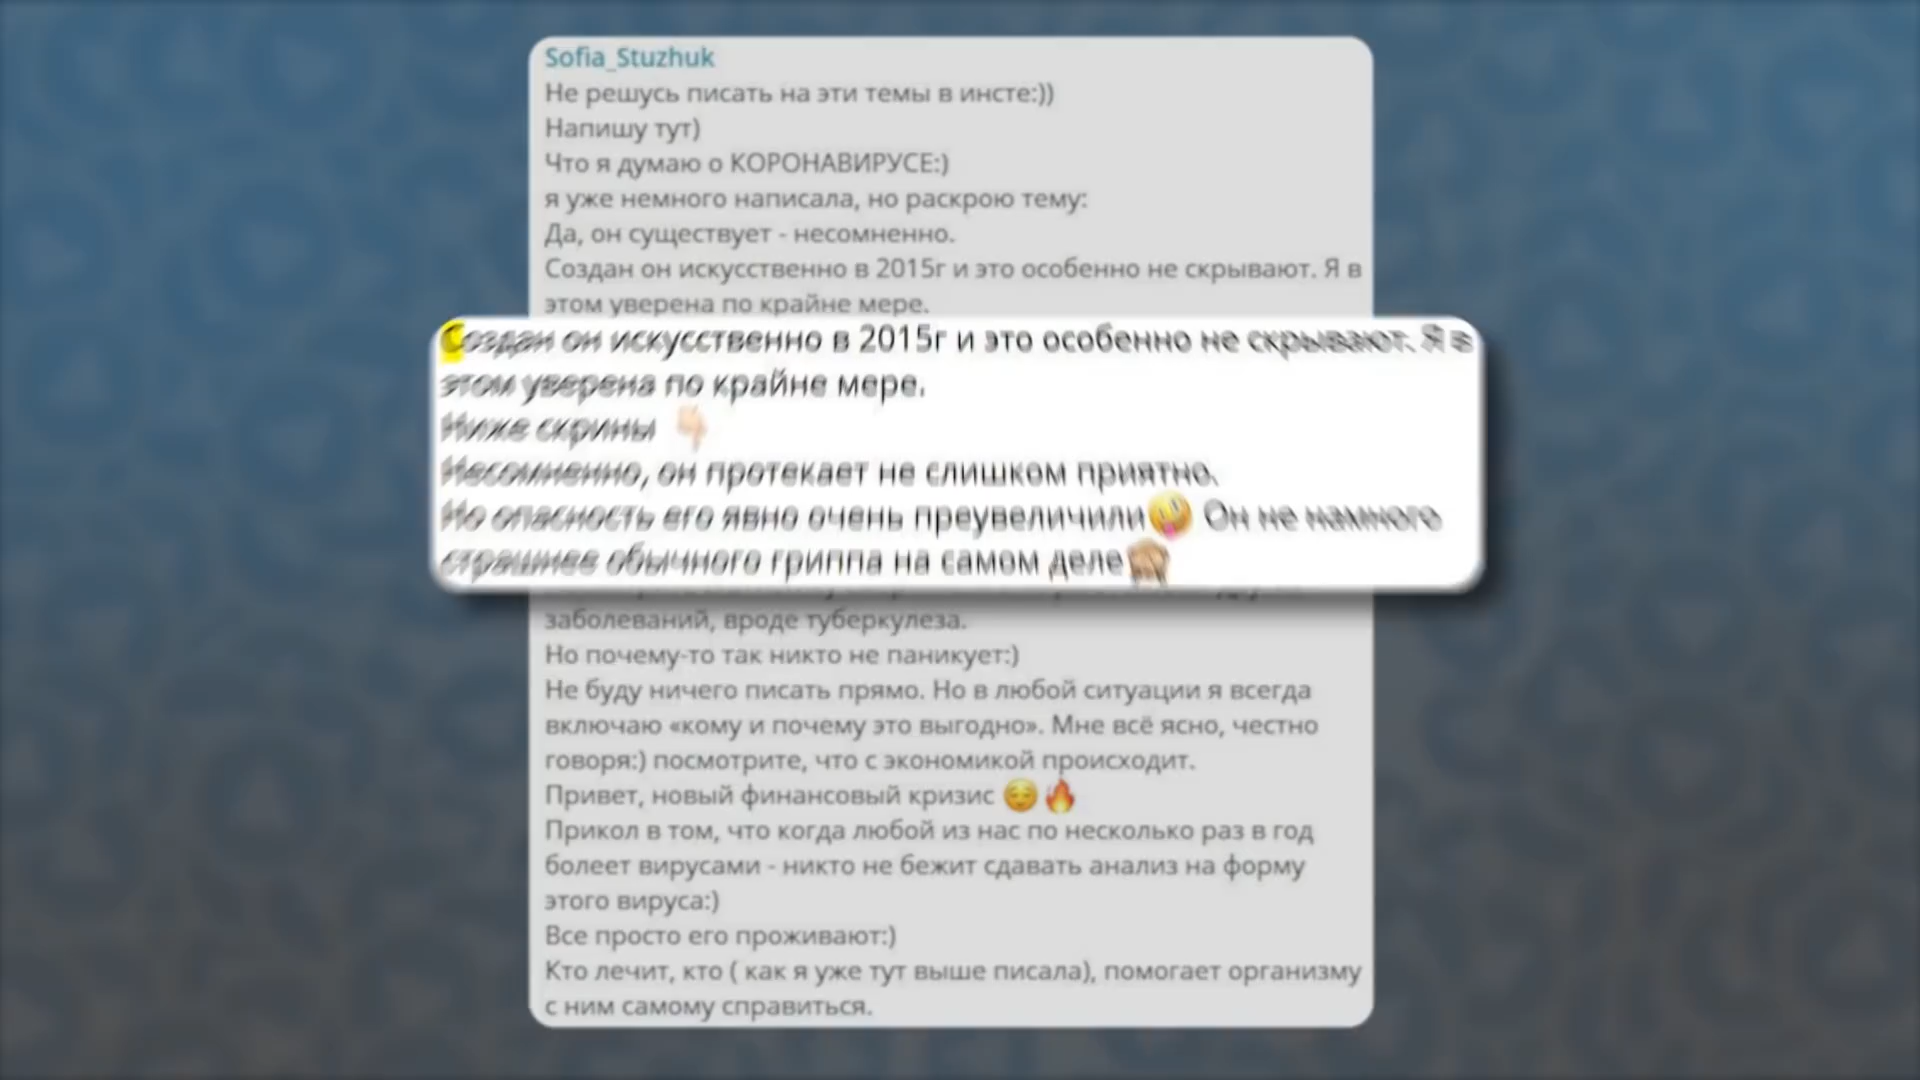 Sofia_Stuzhuk
Не решусь писать на эти темы в инсте:))
Напишу тут)
Что я думаю о КОРОНАВИРУСЕ:)
я уже немного написала, но раскрою тему:
Да, он существует - несомненно.
Создан он искусственно в 2015г и это особенно не скрывают. Я в
этом уверена по крайне мере.
Создан он искусственно в 2015г и это особенно не скрывают. Я в
этом уверена по крайне мере.
Ниже скрины 👇🏻
Несомненно, он протекает не слишком приятно.
Но опасность его явно очень преувеличили😜 Он не намного
страшнее обычного гриппа на самом деле🙈
заболеваний, вроде туберкулеза.
Но почему-то так никто не паникует:)
Не буду ничего писать прямо. Но в любой ситуации я всегда
включаю «кому и почему это выгодно». Мне всё ясно, честно
говоря:) посмотрите, что с экономикой происходит.
Привет, новый финансовый кризис 😌🔥
Прикол в том, что когда любой из нас по несколько раз в год
болеет вирусами - никто не бежит сдавать анализ на форму
этого вируса:)
Все просто его проживают:)
Кто лечит, кто ( как я уже тут выше писала), помогает организму
с ним самому справиться.